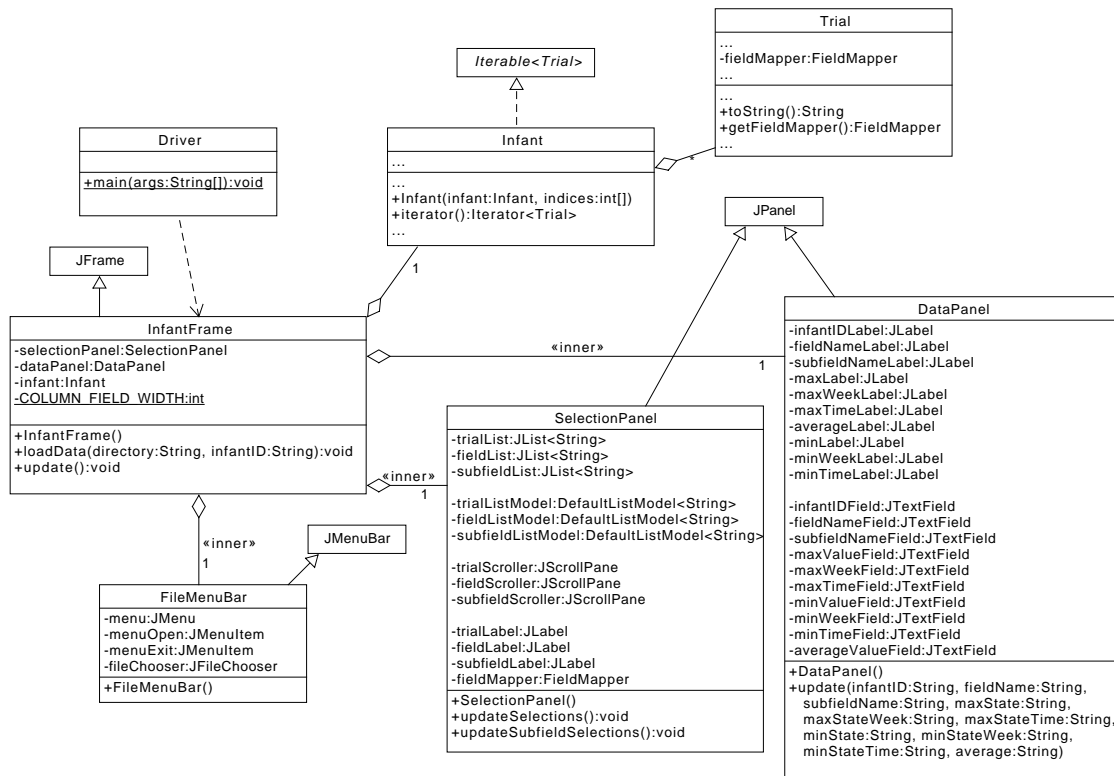 Trial
...
-fieldMapper:FieldMapper
...
...
+toString():String
+getFieldMapper():FieldMapper
...
Iterable<Trial>
Driver
+main(args:String[]):void
Infant
...
...
+Infant(infant:Infant, indices:int[])
+iterator():Iterator<Trial>
...
*
1
JPanel
JFrame
InfantFrame
-selectionPanel:SelectionPanel
-dataPanel:DataPanel
-infant:Infant
-COLUMN_FIELD_WIDTH:int
+InfantFrame()
+loadData(directory:String, infantID:String):void
+update():void
«inner»
1
«inner»
1
«inner»
1
JMenuBar
FileMenuBar
-menu:JMenu
-menuOpen:JMenuItem
-menuExit:JMenuItem
-fileChooser:JFileChooser
+FileMenuBar()
SelectionPanel
-trialList:JList<String>
-fieldList:JList<String>
-subfieldList:JList<String>
-trialListModel:DefaultListModel<String>
-fieldListModel:DefaultListModel<String>
-subfieldListModel:DefaultListModel<String>
-trialScroller:JScrollPane
-fieldScroller:JScrollPane
-subfieldScroller:JScrollPane
-trialLabel:JLabel
-fieldLabel:JLabel
-subfieldLabel:JLabel
-fieldMapper:FieldMapper
+SelectionPanel()
+updateSelections():void
+updateSubfieldSelections():void
DataPanel
-infantIDLabel:JLabel
-fieldNameLabel:JLabel
-subfieldNameLabel:JLabel
-maxLabel:JLabel
-maxWeekLabel:JLabel
-maxTimeLabel:JLabel
-averageLabel:JLabel
-minLabel:JLabel
-minWeekLabel:JLabel
-minTimeLabel:JLabel
-infantIDField:JTextField
-fieldNameField:JTextField
-subfieldNameField:JTextField
-maxValueField:JTextField
-maxWeekField:JTextField
-maxTimeField:JTextField
-minValueField:JTextField
-minWeekField:JTextField
-minTimeField:JTextField
-averageValueField:JTextField
+DataPanel()
+update(infantID:String, fieldName:String,
subfieldName:String, maxState:String,
maxStateWeek:String, maxStateTime:String,
minState:String, minStateWeek:String,
minStateTime:String, average:String)